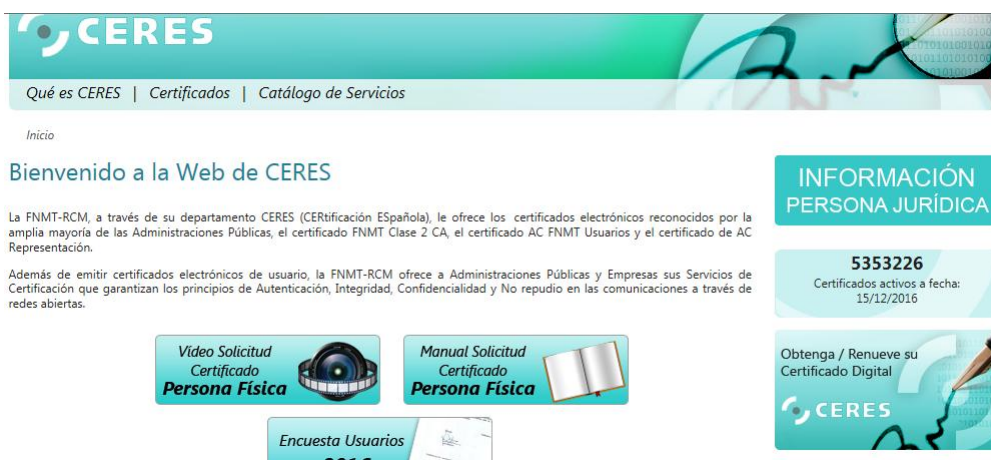 CERES
Qué es CERES | Certificados | Catálogo de Servicios
Inicio
Bienvenido a la Web de CERES
La FNMT-RCM, a través de su departamento CERES (CERtificación ESpañola), le ofrece los certificados electrónicos reconocidos por la
amplia mayoría de las Administraciones Públicas, el certificado FNMT Clase 2 CA, el certificado AC FNMT Usuarios y el certificado de AC
Representación.
Además de emitir certificados electrónicos de usuario, la FNMT-RCM ofrece a Administraciones Públicas y Empresas sus Servicios de
Certificación que garantizan los principios de Autenticación, Integridad, Confidencialidad y No repudio en las comunicaciones a través de
redes abiertas.
Video Solicitud
Certificado
Persona Física
Manual Solicitud
Certificado
Persona Física
Encuesta Usuarios
2016
INFORMACIÓN
PERSONA JURÍDICA
5353226
Certificados activos a fecha:
15/12/2016
Obtenga / Renueve su
Certificado Digital
CERES